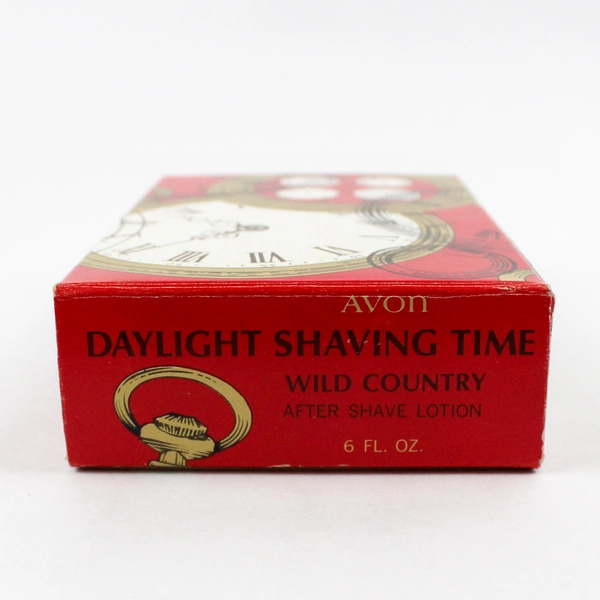 AVON
DAYLIGHT SHAVING TIME
WILD COUNTRY
AFTER SHAVE LOTION
6 FL. OZ.